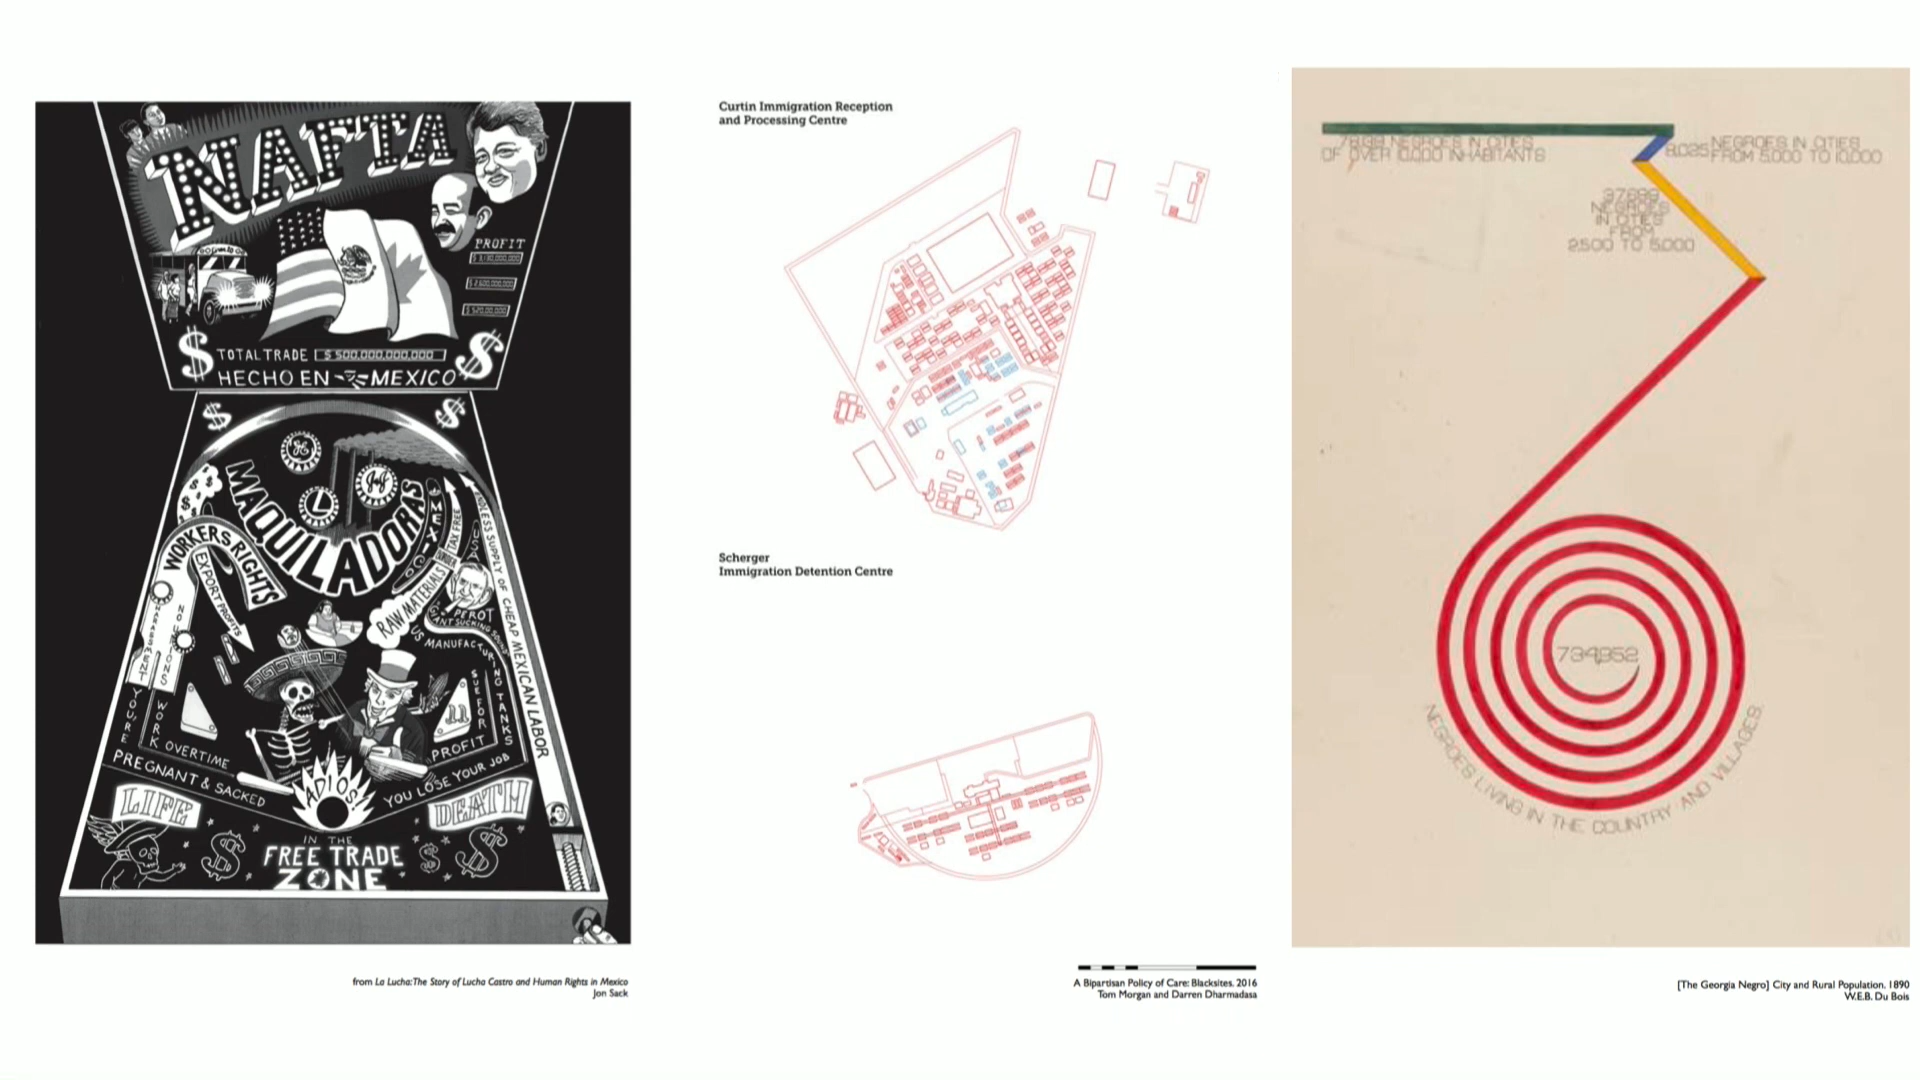 NAFTA
PROFIT
TOTAL TRADE $ 500,000,000,000
HECHO EN MEXICO
MAQUILADORAS
WORKERS RIGHTS
EXPORT PROFITS
HARASSMENT
NO UNIONS
MEXICO
TAX FREE
USA
ENDLESS SUPPLY OF CHEAP MEXICAN LABOR
RAW MATERIALS
PEROT
GIANT SUCKING SOUND
US MANUFACTURING TANKS
SUE FOR
PROFIT
YOU'RE
PREGNANT & SACKED
WORK
OVERTIME
YOU LOSE YOUR JOB
ADIOS!
LIFE
DEATH
IN THE
FREE TRADE
ZONE
from La Lucha: The Story of Lucha Castro and Human Rights in Mexico
Jon Sack
Curtin Immigration Reception
and Processing Centre
Scherger
Immigration Detention Centre
A Bipartisan Policy of Care: Blacksites, 2016
Tom Morgan and Darren Dharmadasa
NEGROES IN CITIES
OF OVER 10,000 INHABITANTS
8,025 NEGROES IN CITIES
FROM 5,000 TO 10,000
37,699
NEGROES
IN CITIES
FROM
2,500 TO 5,000
734,952
NEGROES LIVING IN THE COUNTRY AND VILLAGES
[The Georgia Negro] City and Rural Population. 1890
W.E.B. Du Bois